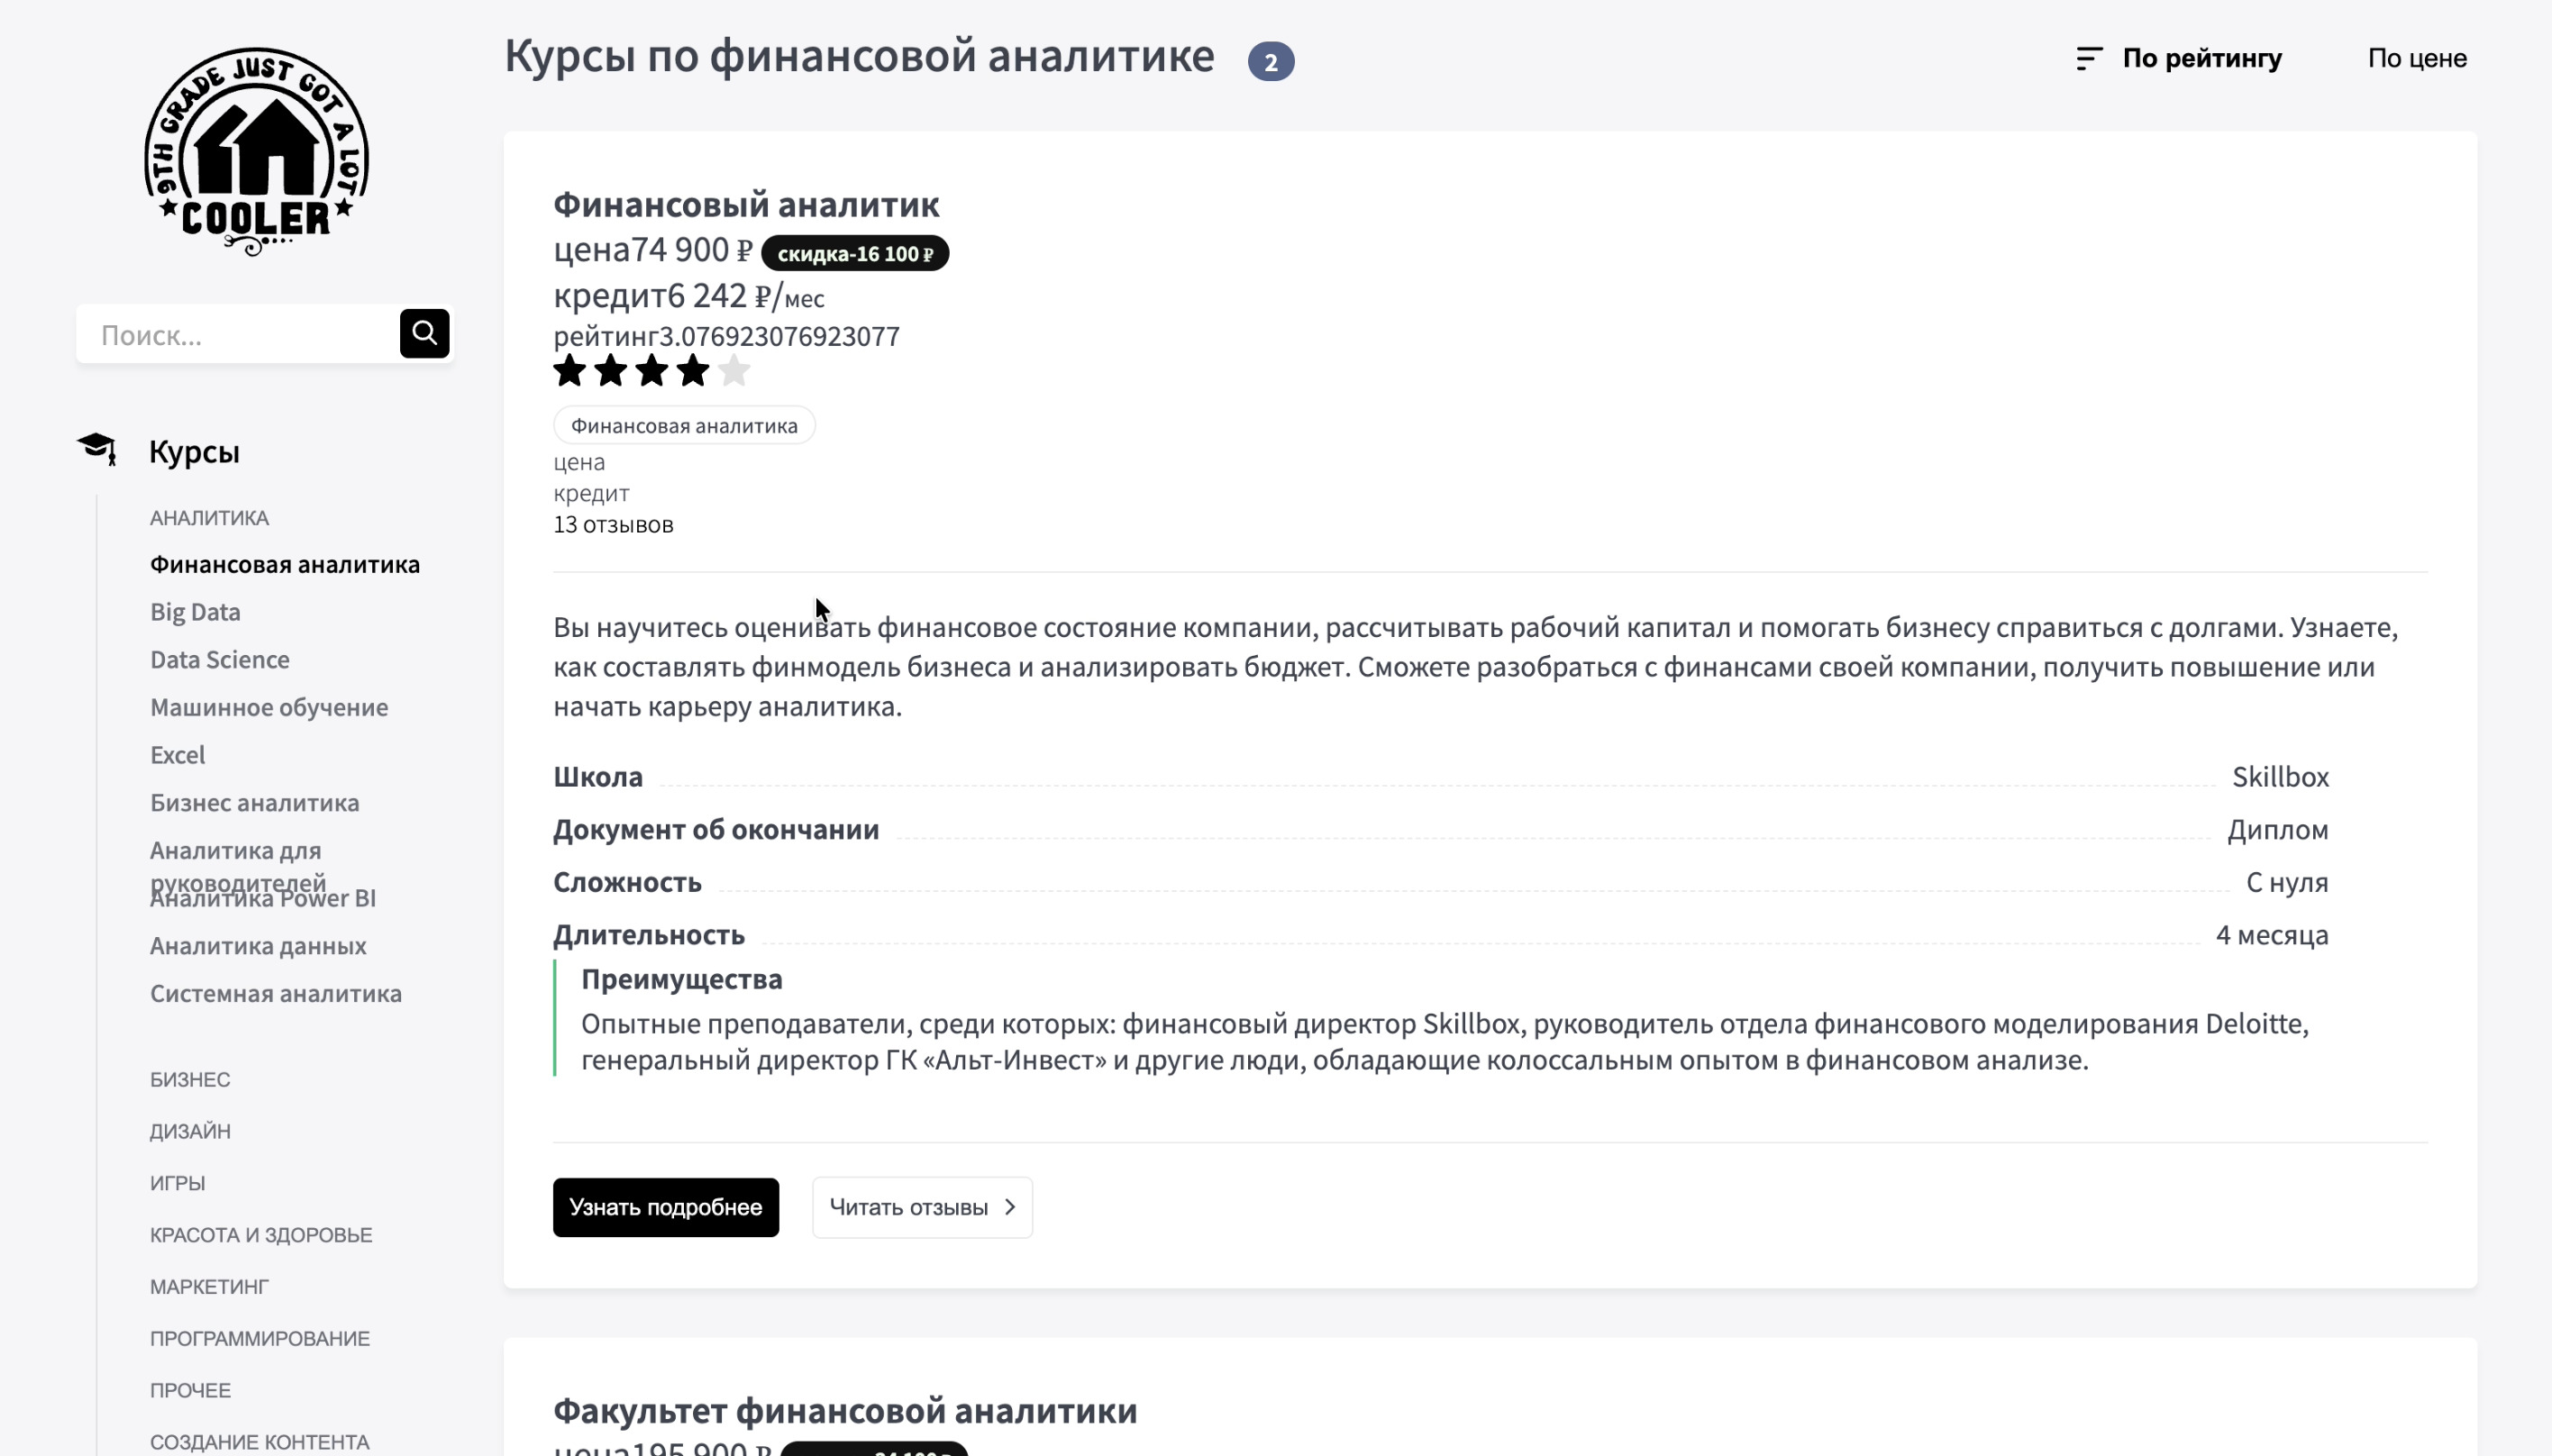 9TH GRADE JUST GOT A LOT
COOLER
Поиск...
Курсы
АНАЛИТИКА
Финансовая аналитика
Big Data
Data Science
Машинное обучение
Excel
Бизнес аналитика
Аналитика для
руководителей
Аналитика Power BI
Аналитика данных
Системная аналитика
БИЗНЕС
ДИЗАЙН
ИГРЫ
КРАСОТА И ЗДОРОВЬЕ
МАРКЕТИНГ
ПРОГРАММИРОВАНИЕ
ПРОЧЕЕ
СОЗДАНИЕ КОНТЕНТА
Курсы по финансовой аналитике 2
По рейтингу По цене
Финансовый аналитик
цена74 900 ₽ скидка-16 100 ₽
кредит6 242 ₽/мес
рейтинг3.076923076923077
Финансовая аналитика
цена
кредит
13 отзывов
Вы научитесь оценивать финансовое состояние компании, рассчитывать рабочий капитал и помогать бизнесу справиться с долгами. Узнаете,
как составлять финмодель бизнеса и анализировать бюджет. Сможете разобраться с финансами своей компании, получить повышение или
начать карьеру аналитика.
Школа Skillbox
Документ об окончании Диплом
Сложность С нуля
Длительность 4 месяца
Преимущества
Опытные преподаватели, среди которых: финансовый директор Skillbox, руководитель отдела финансового моделирования Deloitte,
генеральный директор ГК «Альт-Инвест» и другие люди, обладающие колоссальным опытом в финансовом анализе.
Узнать подробнее Читать отзывы
Факультет финансовой аналитики
цена195 900 ₽